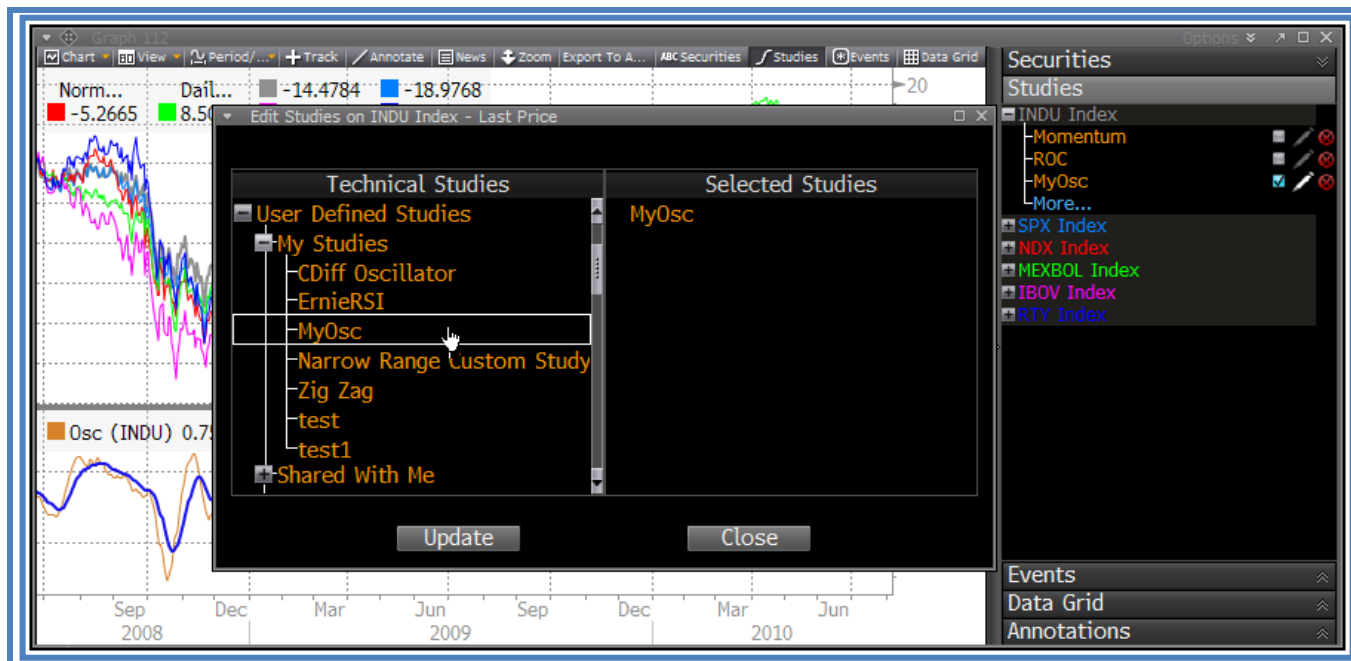 Graph 112
Options
Chart View Period/... Track Annotate News Zoom Export To A... ABC Securities Studies Events Data Grid
Norm... Dail... -14.4784 -18.9768
-5.2665 8.50
20
Edit Studies on INDU Index - Last Price
Technical Studies
User Defined Studies
My Studies
CDiff Oscillator
ErnieRSI
MyOsc
Narrow Range Custom Study
Zig Zag
test
test1
Shared With Me
Selected Studies
MyOsc
Update Close
Osc (INDU) 0.7
Sep Dec Mar Jun Sep Dec Mar Jun
2008 2009 2010
Securities
Studies
INDU Index
Momentum
ROC
MyOsc
More...
SPX Index
NDX Index
MEXBOL Index
IBOV Index
RTY Index
Events
Data Grid
Annotations